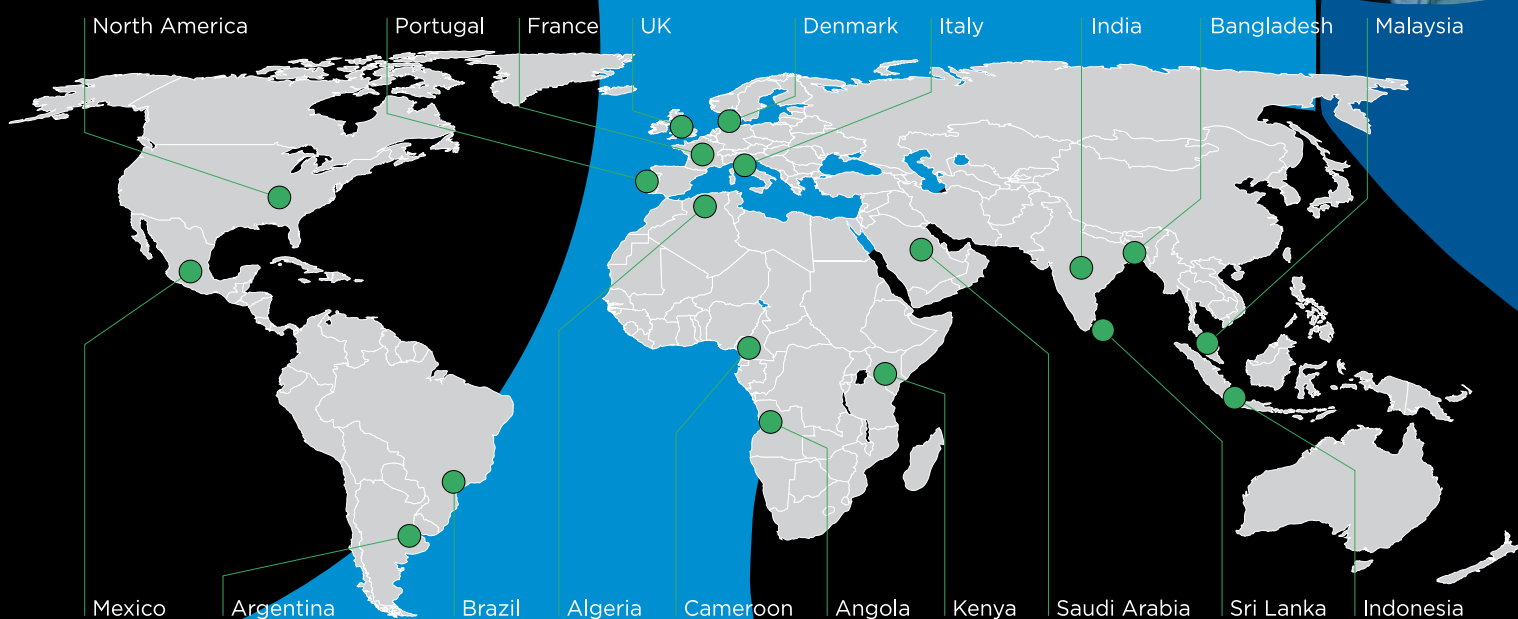 North America
Portugal
France
UK
Denmark
Italy
India
Bangladesh
Malaysia
Mexico
Argentina
Brazil
Algeria
Cameroon
Angola
Kenya
Saudi Arabia
Sri Lanka
Indonesia